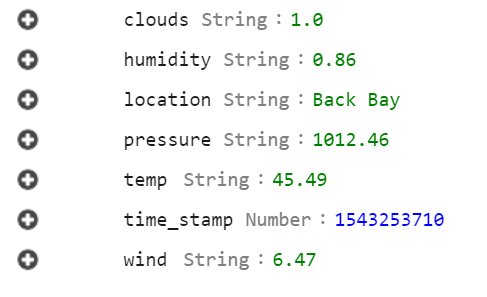 clouds String : 1.0
humidity String : 0.86
location String : Back Bay
pressure String : 1012.46
temp String : 45.49
time_stamp Number : 1543253710
wind String : 6.47